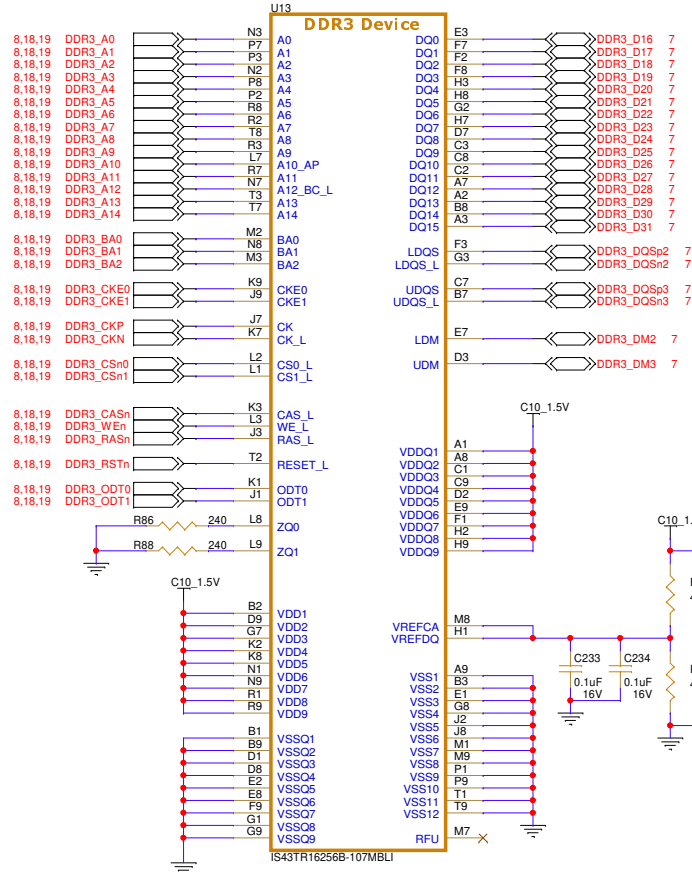 U13
DDR3 Device
8,18,19 DDR3_A0 N3 A0
8,18,19 DDR3_A1 P7 A1
8,18,19 DDR3_A2 P3 A2
8,18,19 DDR3_A3 N2 A3
8,18,19 DDR3_A4 P8 A4
8,18,19 DDR3_A5 P2 A5
8,18,19 DDR3_A6 R8 A6
8,18,19 DDR3_A7 R2 A7
8,18,19 DDR3_A8 T8 A8
8,18,19 DDR3_A9 R3 A9
8,18,19 DDR3_A10 L7 A10_AP
8,18,19 DDR3_A11 R7 A11
8,18,19 DDR3_A12 N7 A12_BC_L
8,18,19 DDR3_A13 T3 A13
8,18,19 DDR3_A14 T7 A14
8,18,19 DDR3_BA0 M2 BA0
8,18,19 DDR3_BA1 N8 BA1
8,18,19 DDR3_BA2 M3 BA2
8,18,19 DDR3_CKE0 K9 CKE0
8,18,19 DDR3_CKE1 J9 CKE1
8,18,19 DDR3_CKP J7 CK
8,18,19 DDR3_CKN K7 CK_L
8,18,19 DDR3_CSn0 L2 CS0_L
8,18,19 DDR3_CSn1 L1 CS1_L
8,18,19 DDR3_CASn K3 CAS_L
8,18,19 DDR3_WEn L3 WE_L
8,18,19 DDR3_RASn J3 RAS_L
8,18,19 DDR3_RSTn T2 RESET_L
8,18,19 DDR3_ODT0 K1 ODT0
8,18,19 DDR3_ODT1 J1 ODT1
R86 240 L8 ZQ0
R88 240 L9 ZQ1
C10_1.5V
B2 VDD1
D9 VDD2
G7 VDD3
K2 VDD4
K8 VDD5
N1 VDD6
N9 VDD7
R1 VDD8
R9 VDD9
B1 VSSQ1
B9 VSSQ2
D1 VSSQ3
D8 VSSQ4
E2 VSSQ5
E8 VSSQ6
F9 VSSQ7
G1 VSSQ8
G9 VSSQ9
DQ0 E3 DDR3_D16 7
DQ1 F7 DDR3_D17 7
DQ2 F2 DDR3_D18 7
DQ3 F8 DDR3_D19 7
DQ4 H3 DDR3_D20 7
DQ5 H8 DDR3_D21 7
DQ6 G2 DDR3_D22 7
DQ7 H7 DDR3_D23 7
DQ8 D7 DDR3_D24 7
DQ9 C3 DDR3_D25 7
DQ10 C8 DDR3_D26 7
DQ11 C2 DDR3_D27 7
DQ12 A7 DDR3_D28 7
DQ13 A2 DDR3_D29 7
DQ14 B8 DDR3_D30 7
DQ15 A3 DDR3_D31 7
LDQS F3 DDR3_DQSp2 7
LDQS_L G3 DDR3_DQSn2 7
UDQS C7 DDR3_DQSp3 7
UDQS_L B7 DDR3_DQSn3 7
LDM E7 DDR3_DM2 7
UDM D3 DDR3_DM3 7
C10_1.5V
VDDQ1 A1
VDDQ2 A8
VDDQ3 C1
VDDQ4 C9
VDDQ5 D2
VDDQ6 E9
VDDQ7 F1
VDDQ8 H2
VDDQ9 H9
C10_1.
VREFCA M8
VREFDQ H1
C233 0.1uF 16V
C234 0.1uF 16V
VSS1 A9
VSS2 B3
VSS3 E1
VSS4 G8
VSS5 J2
VSS6 J8
VSS7 M1
VSS8 M9
VSS9 P1
VSS10 P9
VSS11 T1
VSS12 T9
RFU M7
IS43TR16256B-107MBLI